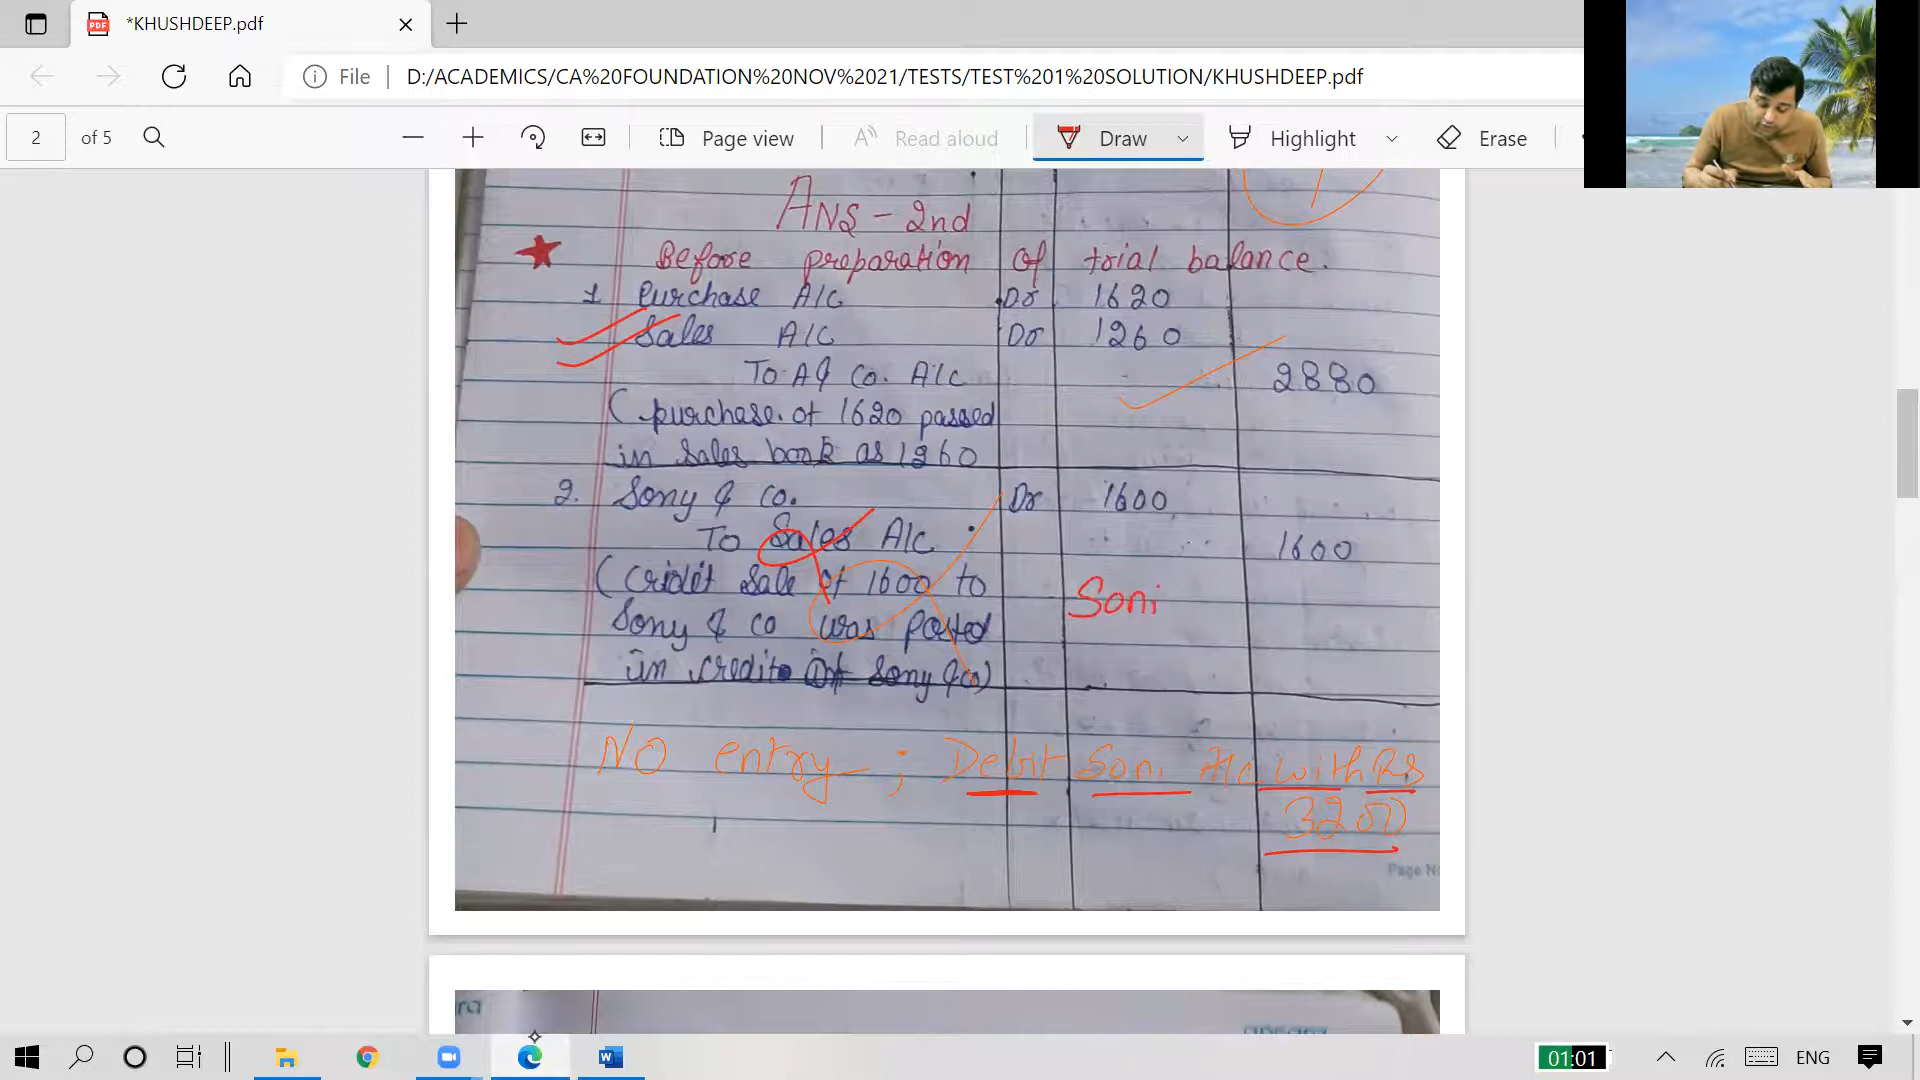 *KHUSHDEEP.pdf
File
D:/ACADEMICS/CA%20FOUNDATION%20NOV%2021/TESTS/TEST%201%20SOLUTION/KHUSHDEEP.pdf
2 of 5
Page view
Read aloud
Draw
Highlight
Erase
ANS - 2nd
Before preparation of trial balance.
1 Purchase A/C Dr 1620
Sales A/C Dr 1260
To A & Co. A/C 2880
( purchase of 1620 passed
in sales book as 1260
2. Sony & co. Dr 1600
To Sales A/C 1600
( cridit sale of 1600 to
Soni
Sony & co was posted
in credit of Sony & co)
NO entry ; Debit Soni A/c with Rs
3200
Page No
ra
01:01
ENG